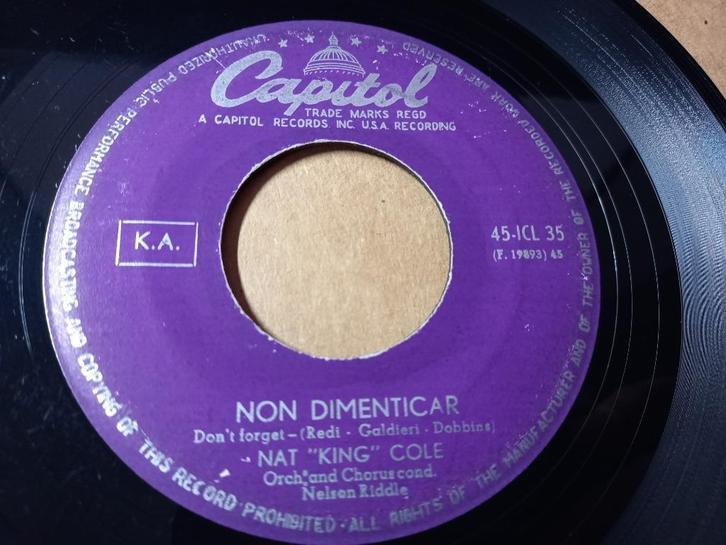 Capitol
TRADE MARKS REGD
A CAPITOL RECORDS. INC. U.S.A. RECORDING
K.A.
45-ICL 35
(F. 19893) 45
NON DIMENTICAR
Don't forget - (Redi - Galdieri - Dobbins)
NAT "KING" COLE
Orch. and Chorus cond.
Nelson Riddle
UNAUTHORIZED PUBLIC PERFORMANCE BROADCASTING AND COPYING OF THIS RECORD PROHIBITED - ALL RIGHTS OF THE MANUFACTURER AND OF THE OWNER OF THE RECORDED WORK ARE RESERVED